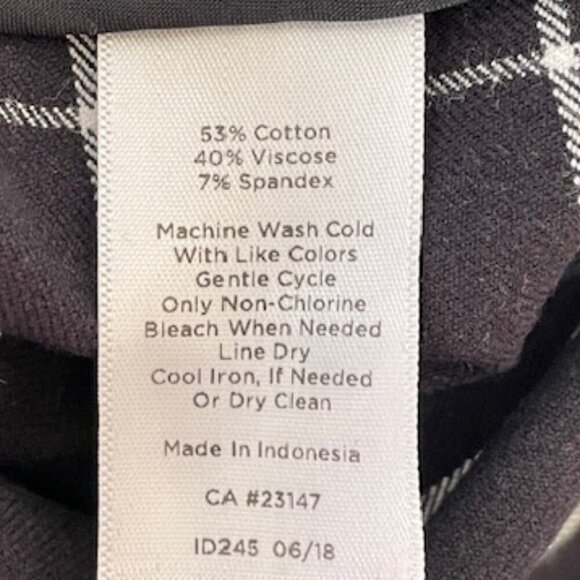 53% Cotton
40% Viscose
7% Spandex
Machine Wash Cold
With Like Colors
Gentle Cycle
Only Non-Chlorine
Bleach When Needed
Line Dry
Cool Iron, If Needed
Or Dry Clean
Made In Indonesia
CA #23147
ID245 06/18